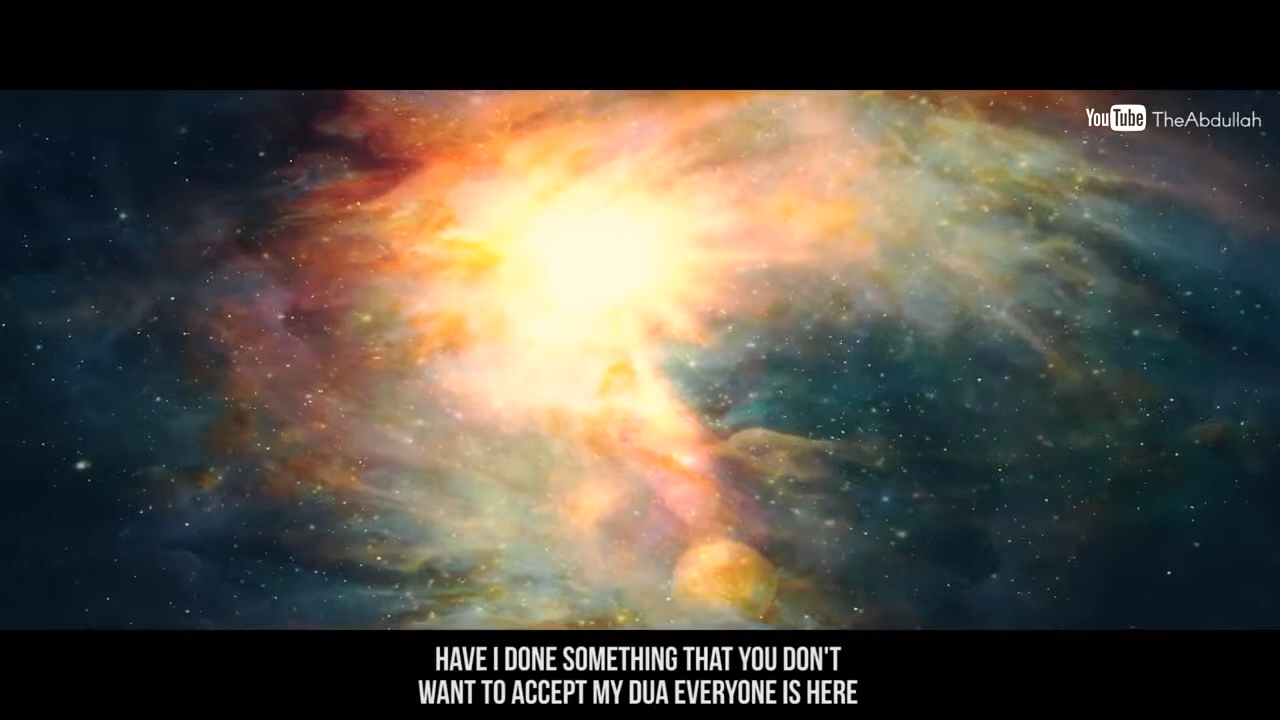 YouTube TheAbdullah
HAVE I DONE SOMETHING THAT YOU DON'T
WANT TO ACCEPT MY DUA EVERYONE IS HERE